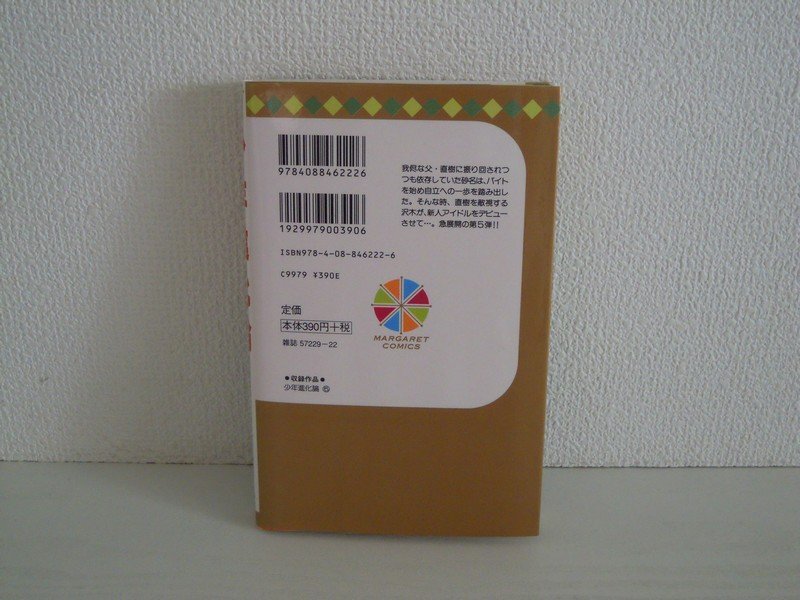 9784088462226
1929979003906
ISBN978-4-08-846222-6
C9979 ¥390E
定価
本体390円+税
雑誌 57229-22
●収録作品●
少年進化論 ⑤
我侭な父・直樹に振り回されつ
つも依存していた砂名は、バイト
を始め自立への一歩を踏み出し
た。そんな時、直樹を敵視する
沢木が、新人アイドルをデビュー
させて…。急展開の第5弾!!
MARGARET
COMICS